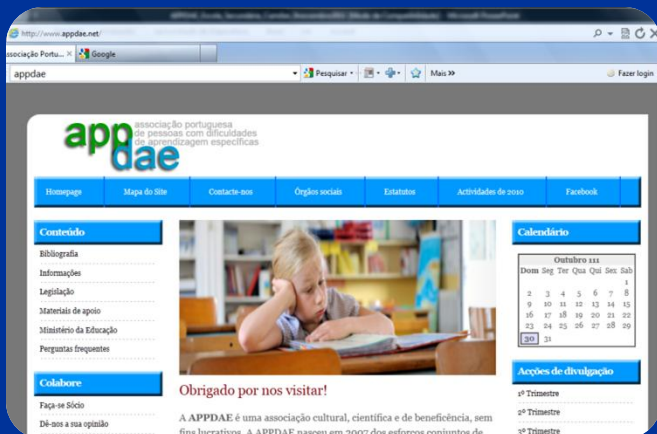 http://www.appdae.net/
ssociação Portu... × Google
appdae Pesquisar Mais >> Fazer login
app dae
associação portuguesa
de pessoas com dificuldades
de aprendizagem específicas
Homepage Mapa do Site Contacte-nos Órgãos sociais Estatutos Actividades de 2010 Facebook
Conteúdo
Bibliografia
Informações
Legislação
Materiais de apoio
Ministério da Educação
Perguntas frequentes
Colabore
Faça-se Sócio
Dê-nos a sua opinião
Obrigado por nos visitar!
A APPDAE é uma associação cultural, científica e de beneficência, sem
fins lucrativos. A APPDAE nasceu em 2007 dos esforços conjuntos de
Calendário
Outubro 111
Dom Seg Ter Qua Qui Sex Sab
1
2 3 4 5 6 7 8
9 10 11 12 13 14 15
16 17 18 19 20 21 22
23 24 25 26 27 28 29
30 31
Acções de divulgação
1º Trimestre
2º Trimestre
3º Trimestre